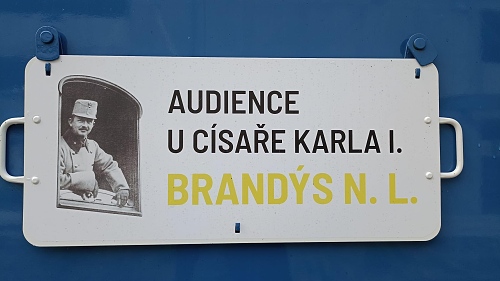 AUDIENCE
U CÍSAŘE KARLA I.
BRANDÝS N. L.